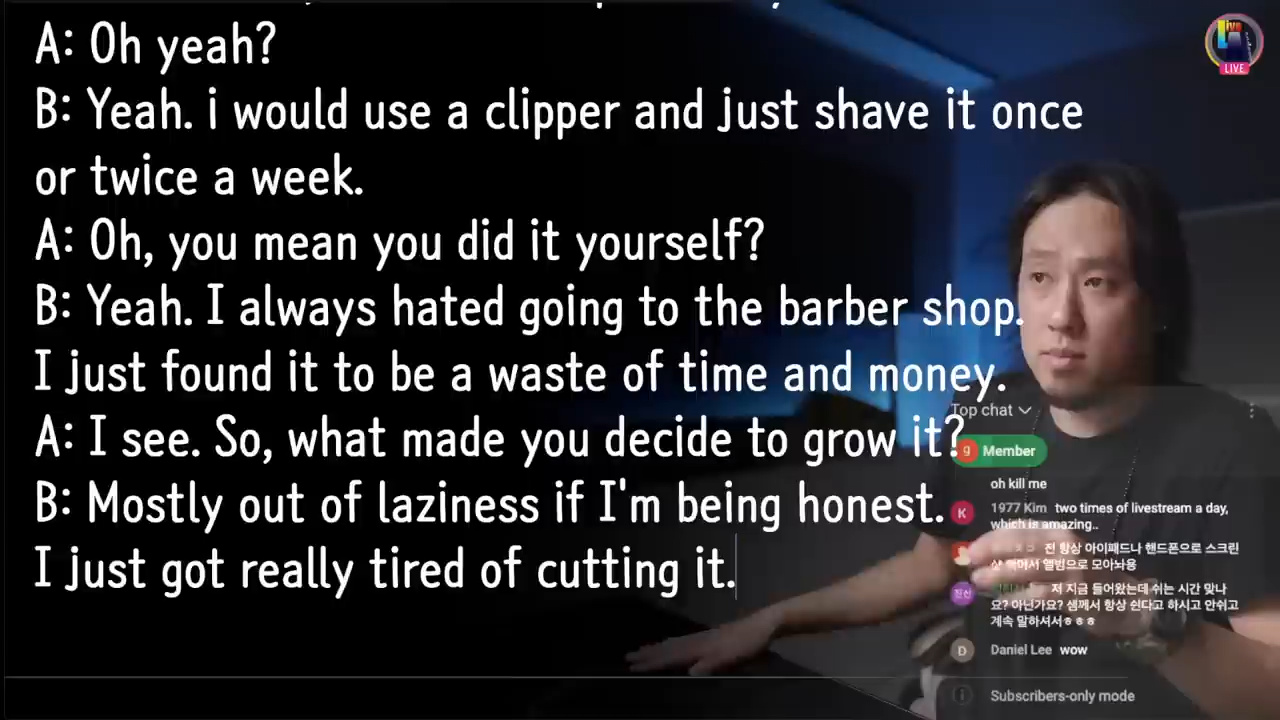 A: Oh yeah?
B: Yeah. i would use a clipper and just shave it once
or twice a week.
A: Oh, you mean you did it yourself?
B: Yeah. I always hated going to the barber shop.
I just found it to be a waste of time and money.
A: I see. So, what made you decide to grow it?
B: Mostly out of laziness if I'm being honest.
I just got really tired of cutting it.
Live
LIVE
Top chat
g Member
oh kill me
K 1977 Kim two times of livestream a day,
which is amazing..
전 항상 아이패드나 핸드폰으로 스크린
샷 찍어서 앨범으로 모아놔용
진산 저 지금 들어왔는데 쉬는 시간 맞나
요? 아닌가요? 샘께서 항상 쉰다고 하시고 안쉬고
계속 말하셔서ㅎㅎㅎ
D Daniel Lee wow
Subscribers-only mode